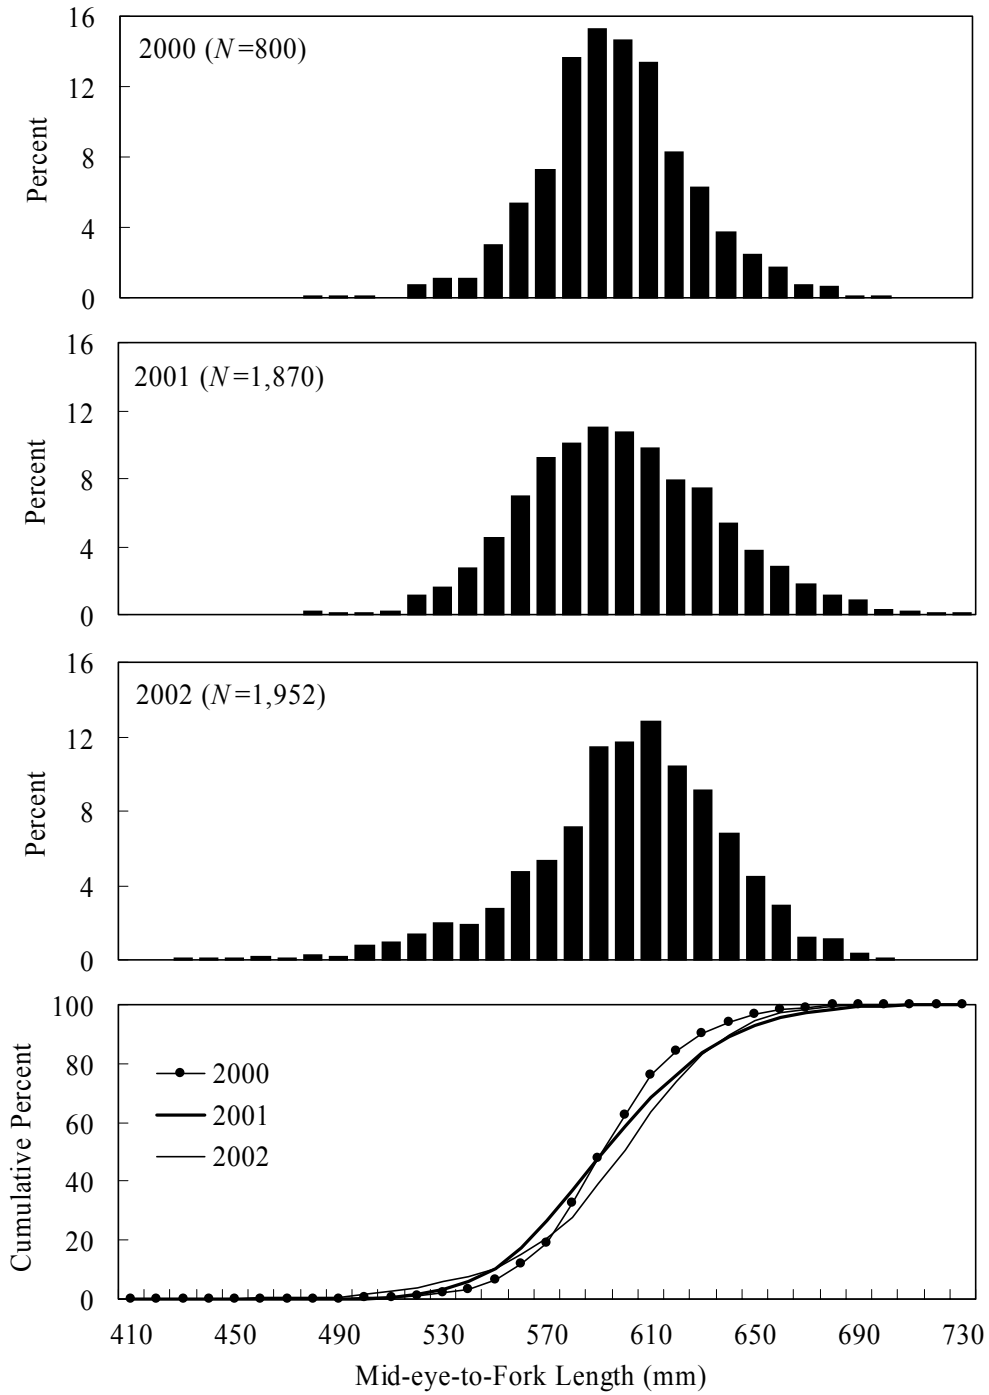 16
12
8
4
0
Percent
2000 (N=800)
16
12
8
4
0
Percent
2001 (N=1,870)
16
12
8
4
0
Percent
2002 (N=1,952)
100
80
60
40
20
0
Cumulative Percent
2000
2001
2002
410 450 490 530 570 610 650 690 730
Mid-eye-to-Fork Length (mm)